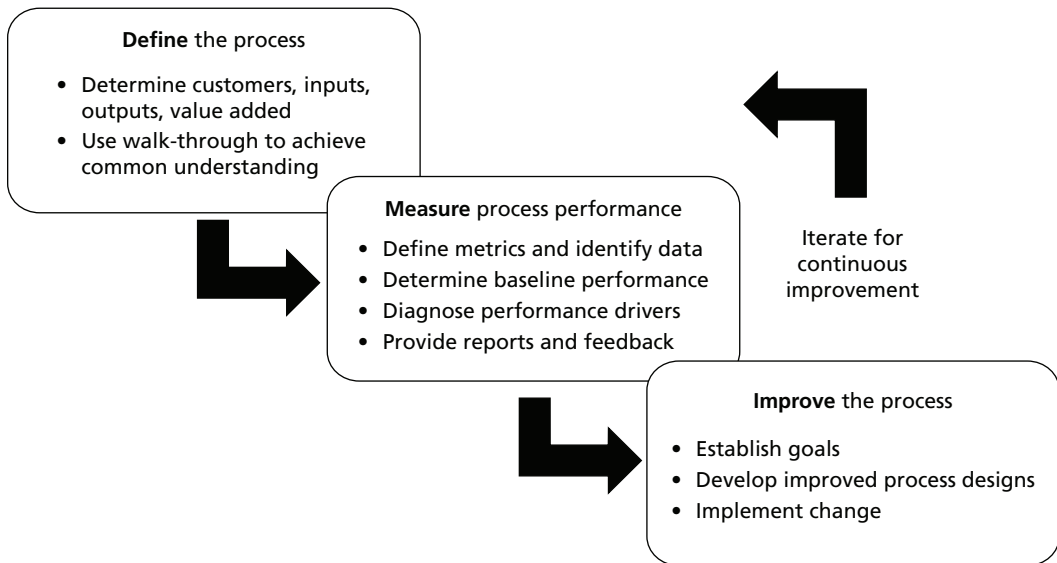 Define the process
• Determine customers, inputs,
outputs, value added
• Use walk-through to achieve
common understanding
Measure process performance
• Define metrics and identify data
• Determine baseline performance
• Diagnose performance drivers
• Provide reports and feedback
Iterate for
continuous
improvement
Improve the process
• Establish goals
• Develop improved process designs
• Implement change